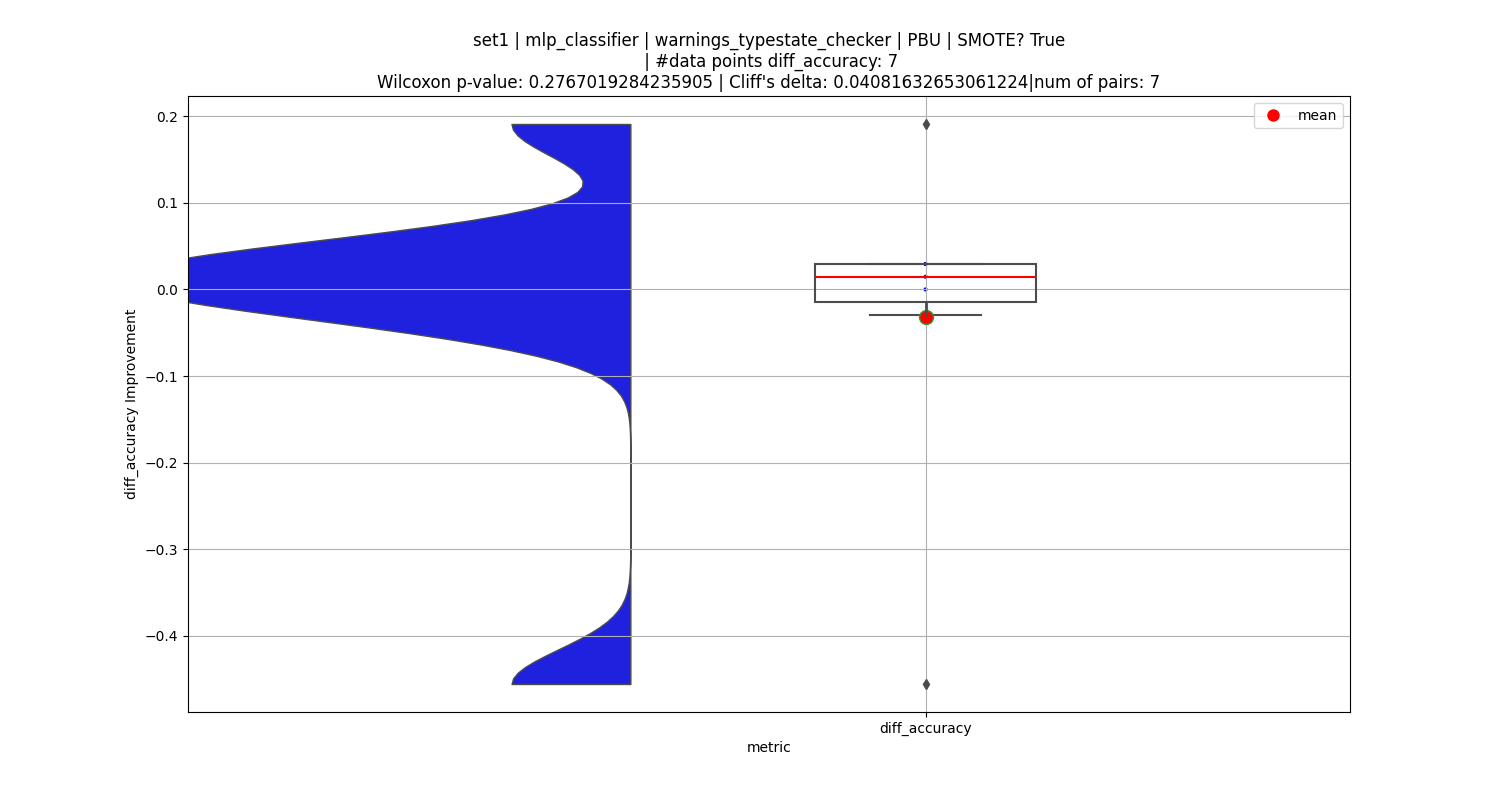 set1 | mlp_classifier | warnings_typestate_checker | PBU | SMOTE? True
| #data points diff_accuracy: 7
Wilcoxon p-value: 0.2767019284235905 | Cliff's delta: 0.04081632653061224|num of pairs: 7
mean
0.2
0.1
0.0
−0.1
−0.2
−0.3
−0.4
diff_accuracy Improvement
diff_accuracy
metric